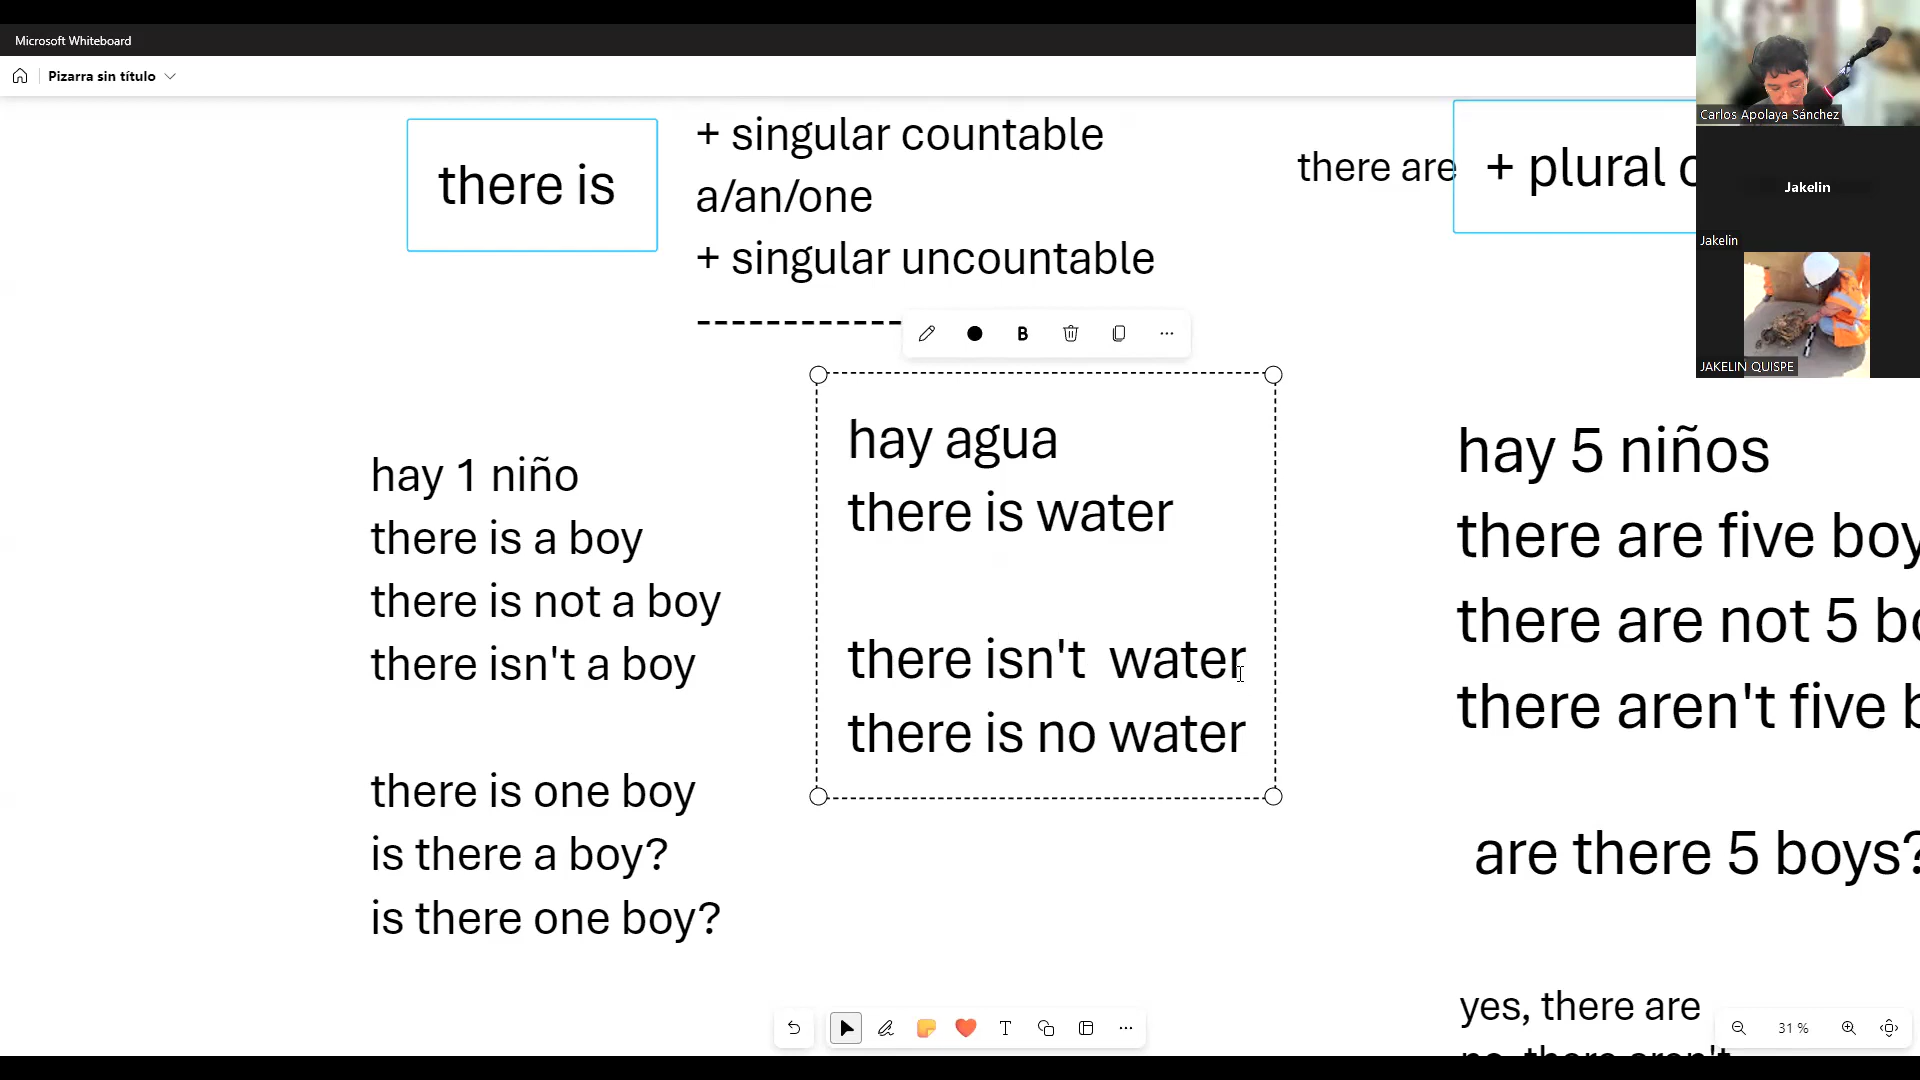 Microsoft Whiteboard
Pizarra sin título
there is
+ singular countable
a/an/one
+ singular uncountable
-----------
there are
+ plural c
Carlos Apolaya Sánchez
Jakelin
Jakelin
JAKELIN QUISPE
B
hay 1 niño
there is a boy
there is not a boy
there isn't a boy
there is one boy
is there a boy?
is there one boy?
hay agua
there is water
there isn't  water
there is no water
hay 5 niños
there are five boy
there are not 5 bo
there aren't five b
are there 5 boys?
yes, there are
no, there aren't
31 %